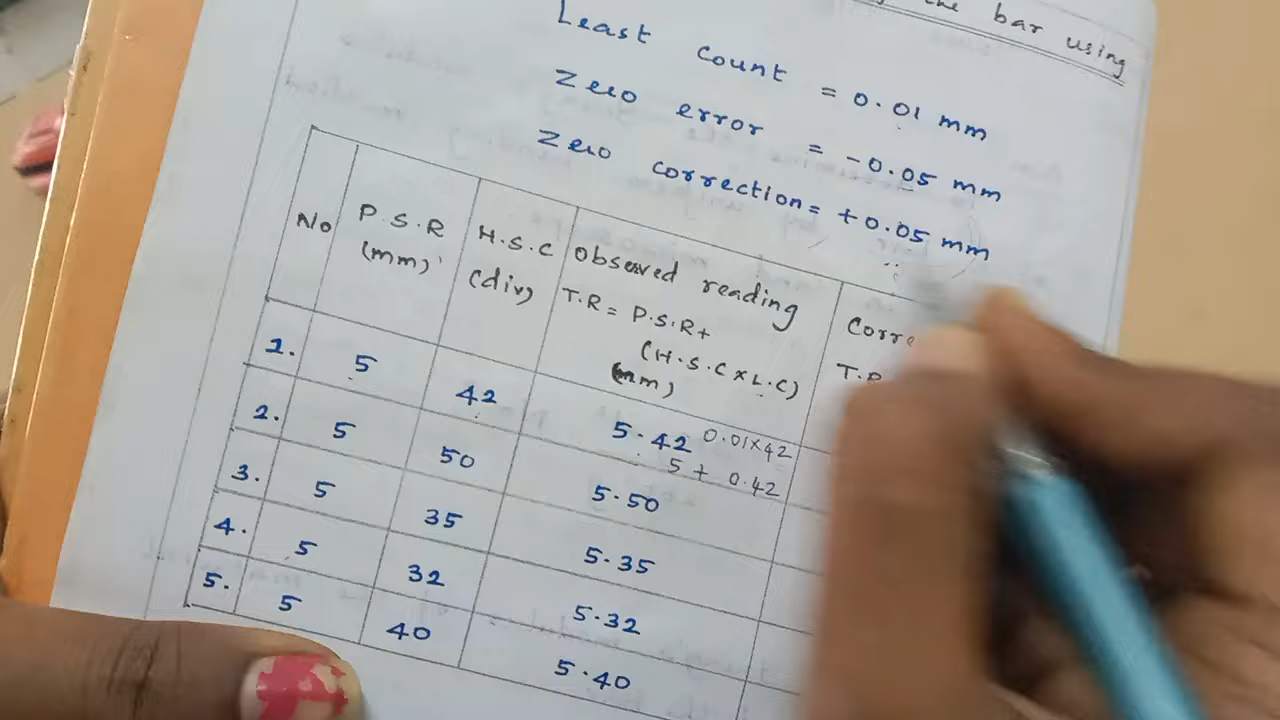 the bar using
Least count = 0.01 mm
Zero error = -0.05 mm
Zero correction = +0.05 mm
No
P.S.R
(mm)
H.S.C
(div)
Observed reading
T.R = P.S.R+
(H.S.C x L.C)
(mm)
1. 5 42 5.42 0.01x42
5 + 0.42
2. 5 50 5.50
3. 5 35 5.35
4. 5 32 5.32
5. 5 40 5.40